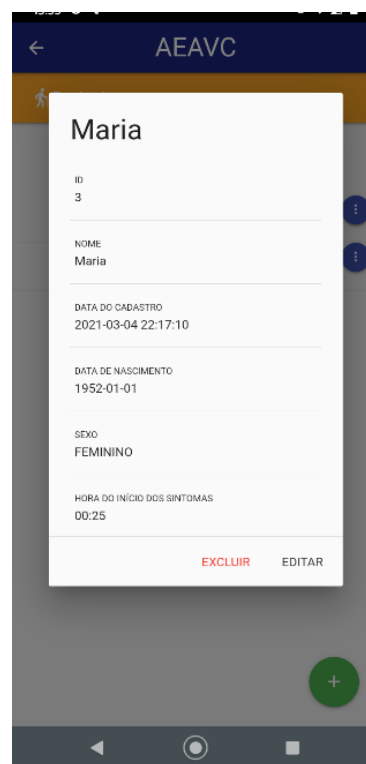 AEAVC
Maria
ID
3
NOME
Maria
DATA DO CADASTRO
2021-03-04 22:17:10
DATA DE NASCIMENTO
1952-01-01
SEXO
FEMININO
HORA DO INÍCIO DOS SINTOMAS
00:25
EXCLUIR EDITAR
+